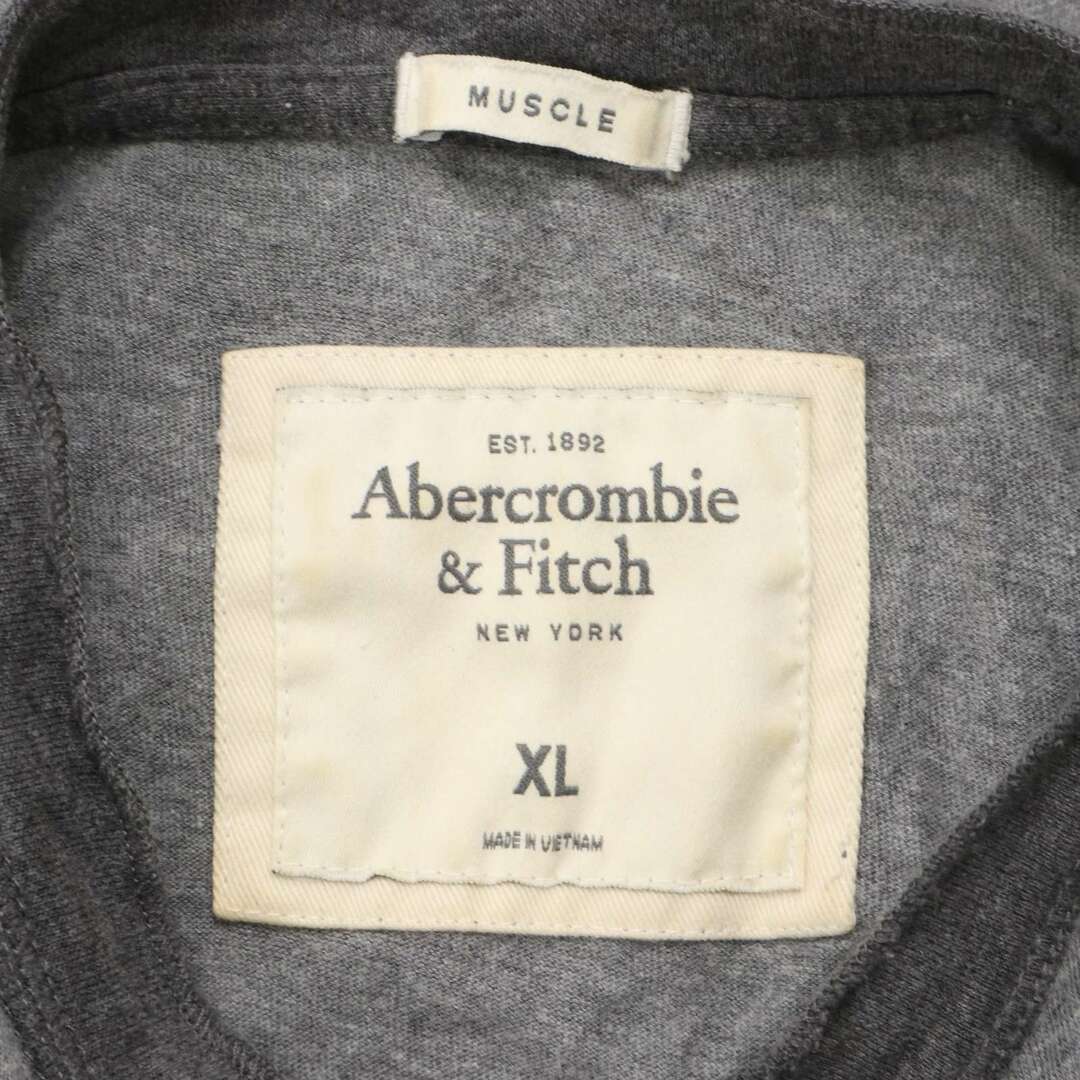 MUSCLE
EST. 1892
Abercrombie
& Fitch
NEW YORK
XL
MADE IN VIETNAM